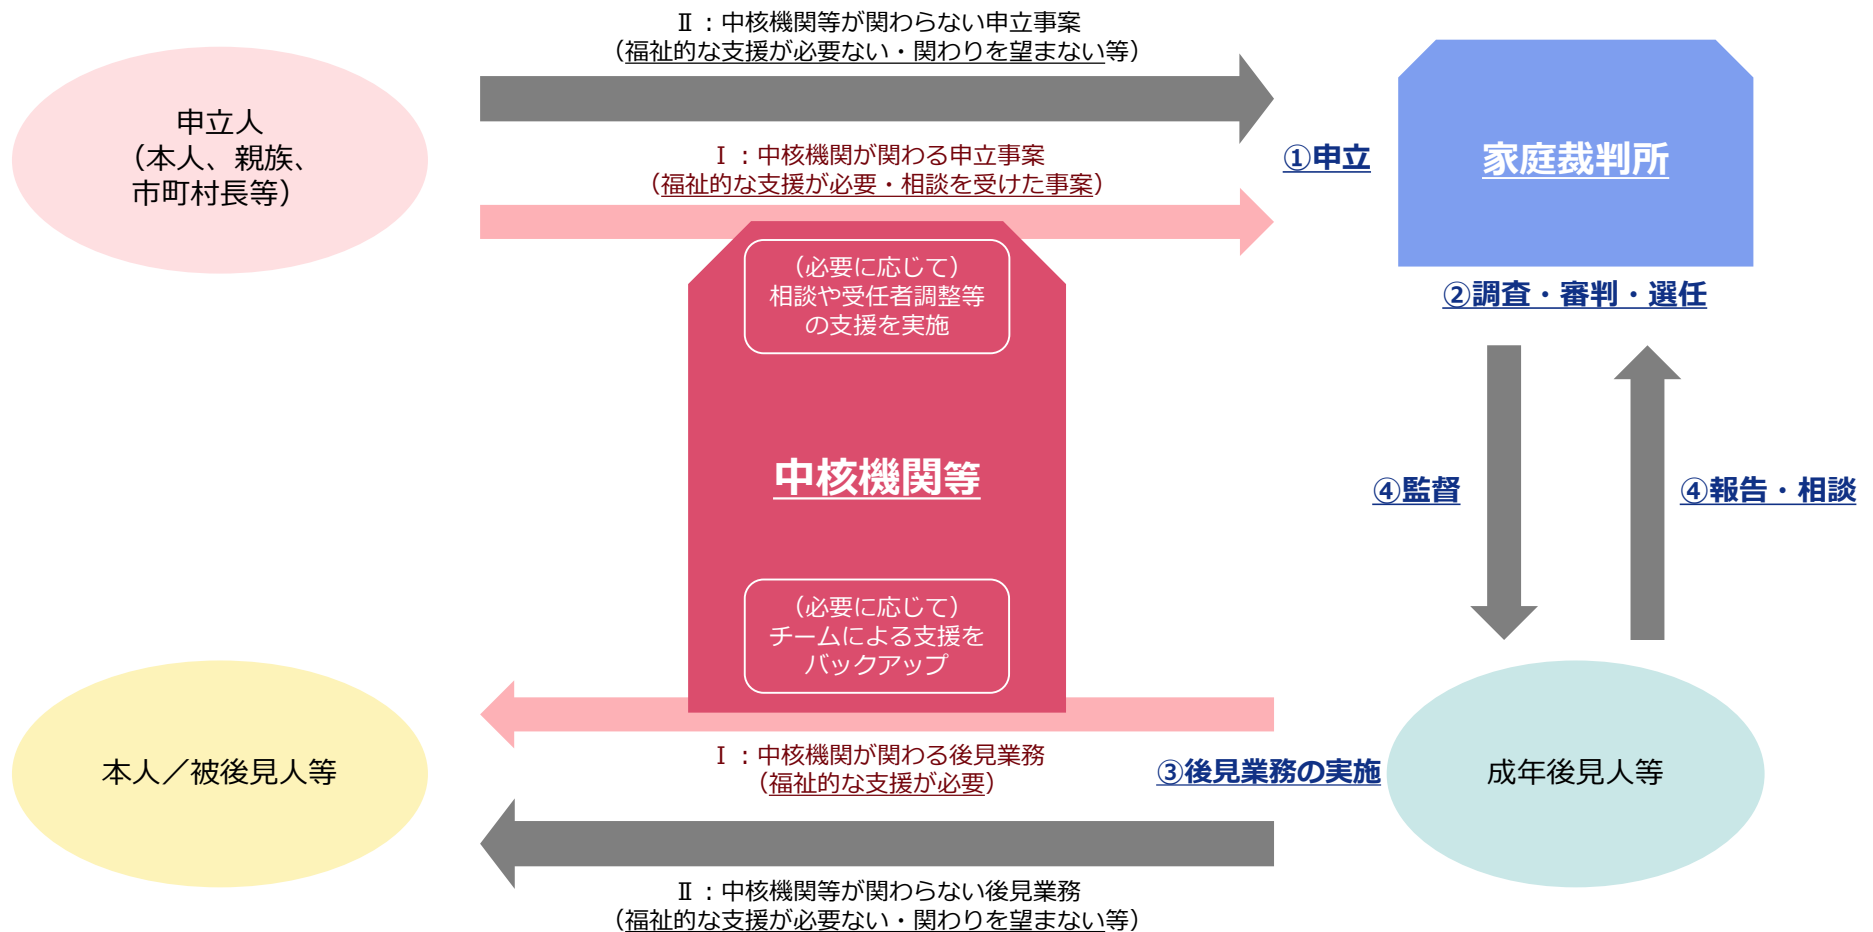 Ⅱ：中核機関等が関わらない申立事案
（福祉的な支援が必要ない・関わりを望まない等）
申立人
（本人、親族、
市町村長等）
Ⅰ：中核機関が関わる申立事案
（福祉的な支援が必要・相談を受けた事案）
①申立
家庭裁判所
（必要に応じて）
相談や受任者調整等
の支援を実施
②調査・審判・選任
中核機関等
④監督
④報告・相談
（必要に応じて）
チームによる支援を
バックアップ
本人／被後見人等
Ⅰ：中核機関が関わる後見業務
（福祉的な支援が必要）
③後見業務の実施
成年後見人等
Ⅱ：中核機関等が関わらない後見業務
（福祉的な支援が必要ない・関わりを望まない等）